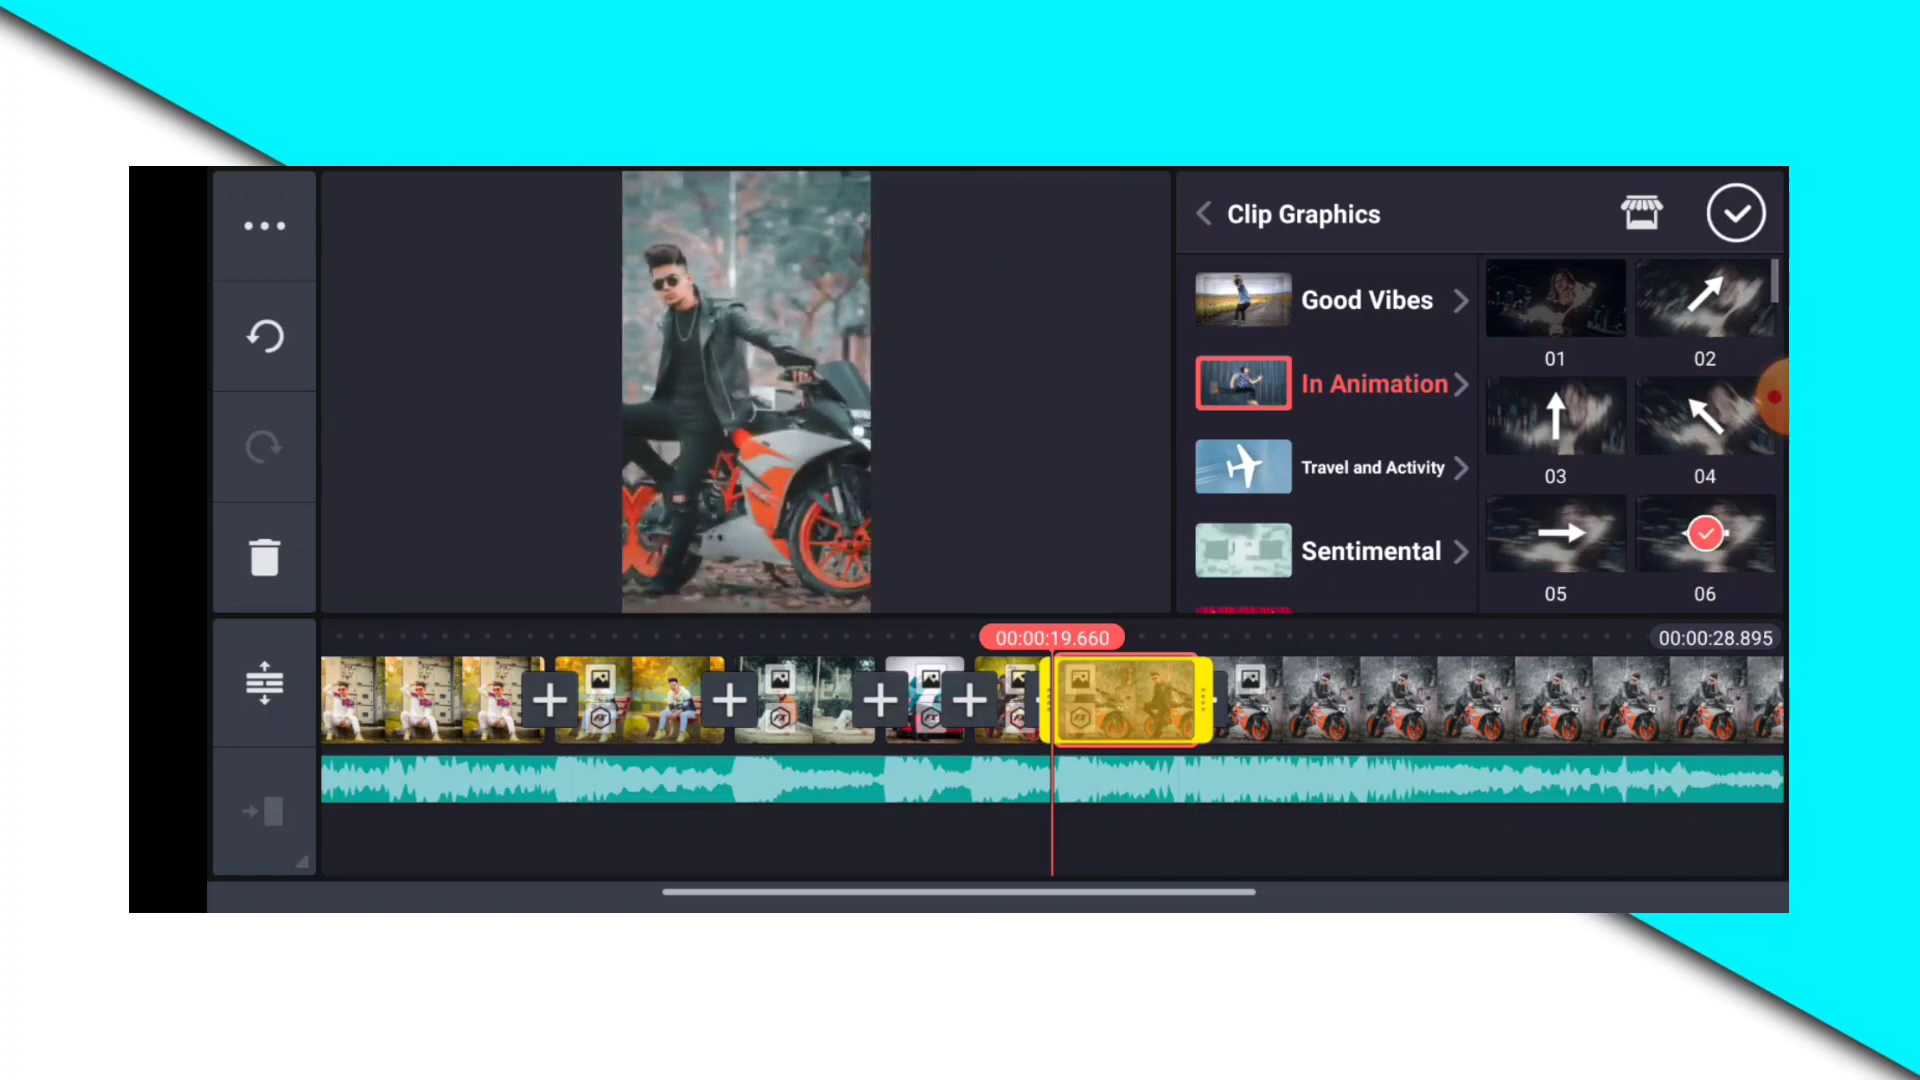 Clip Graphics
Good Vibes
In Animation
Travel and Activity
Sentimental
01
02
03
04
05
06
00:00:19.660
00:00:28.895